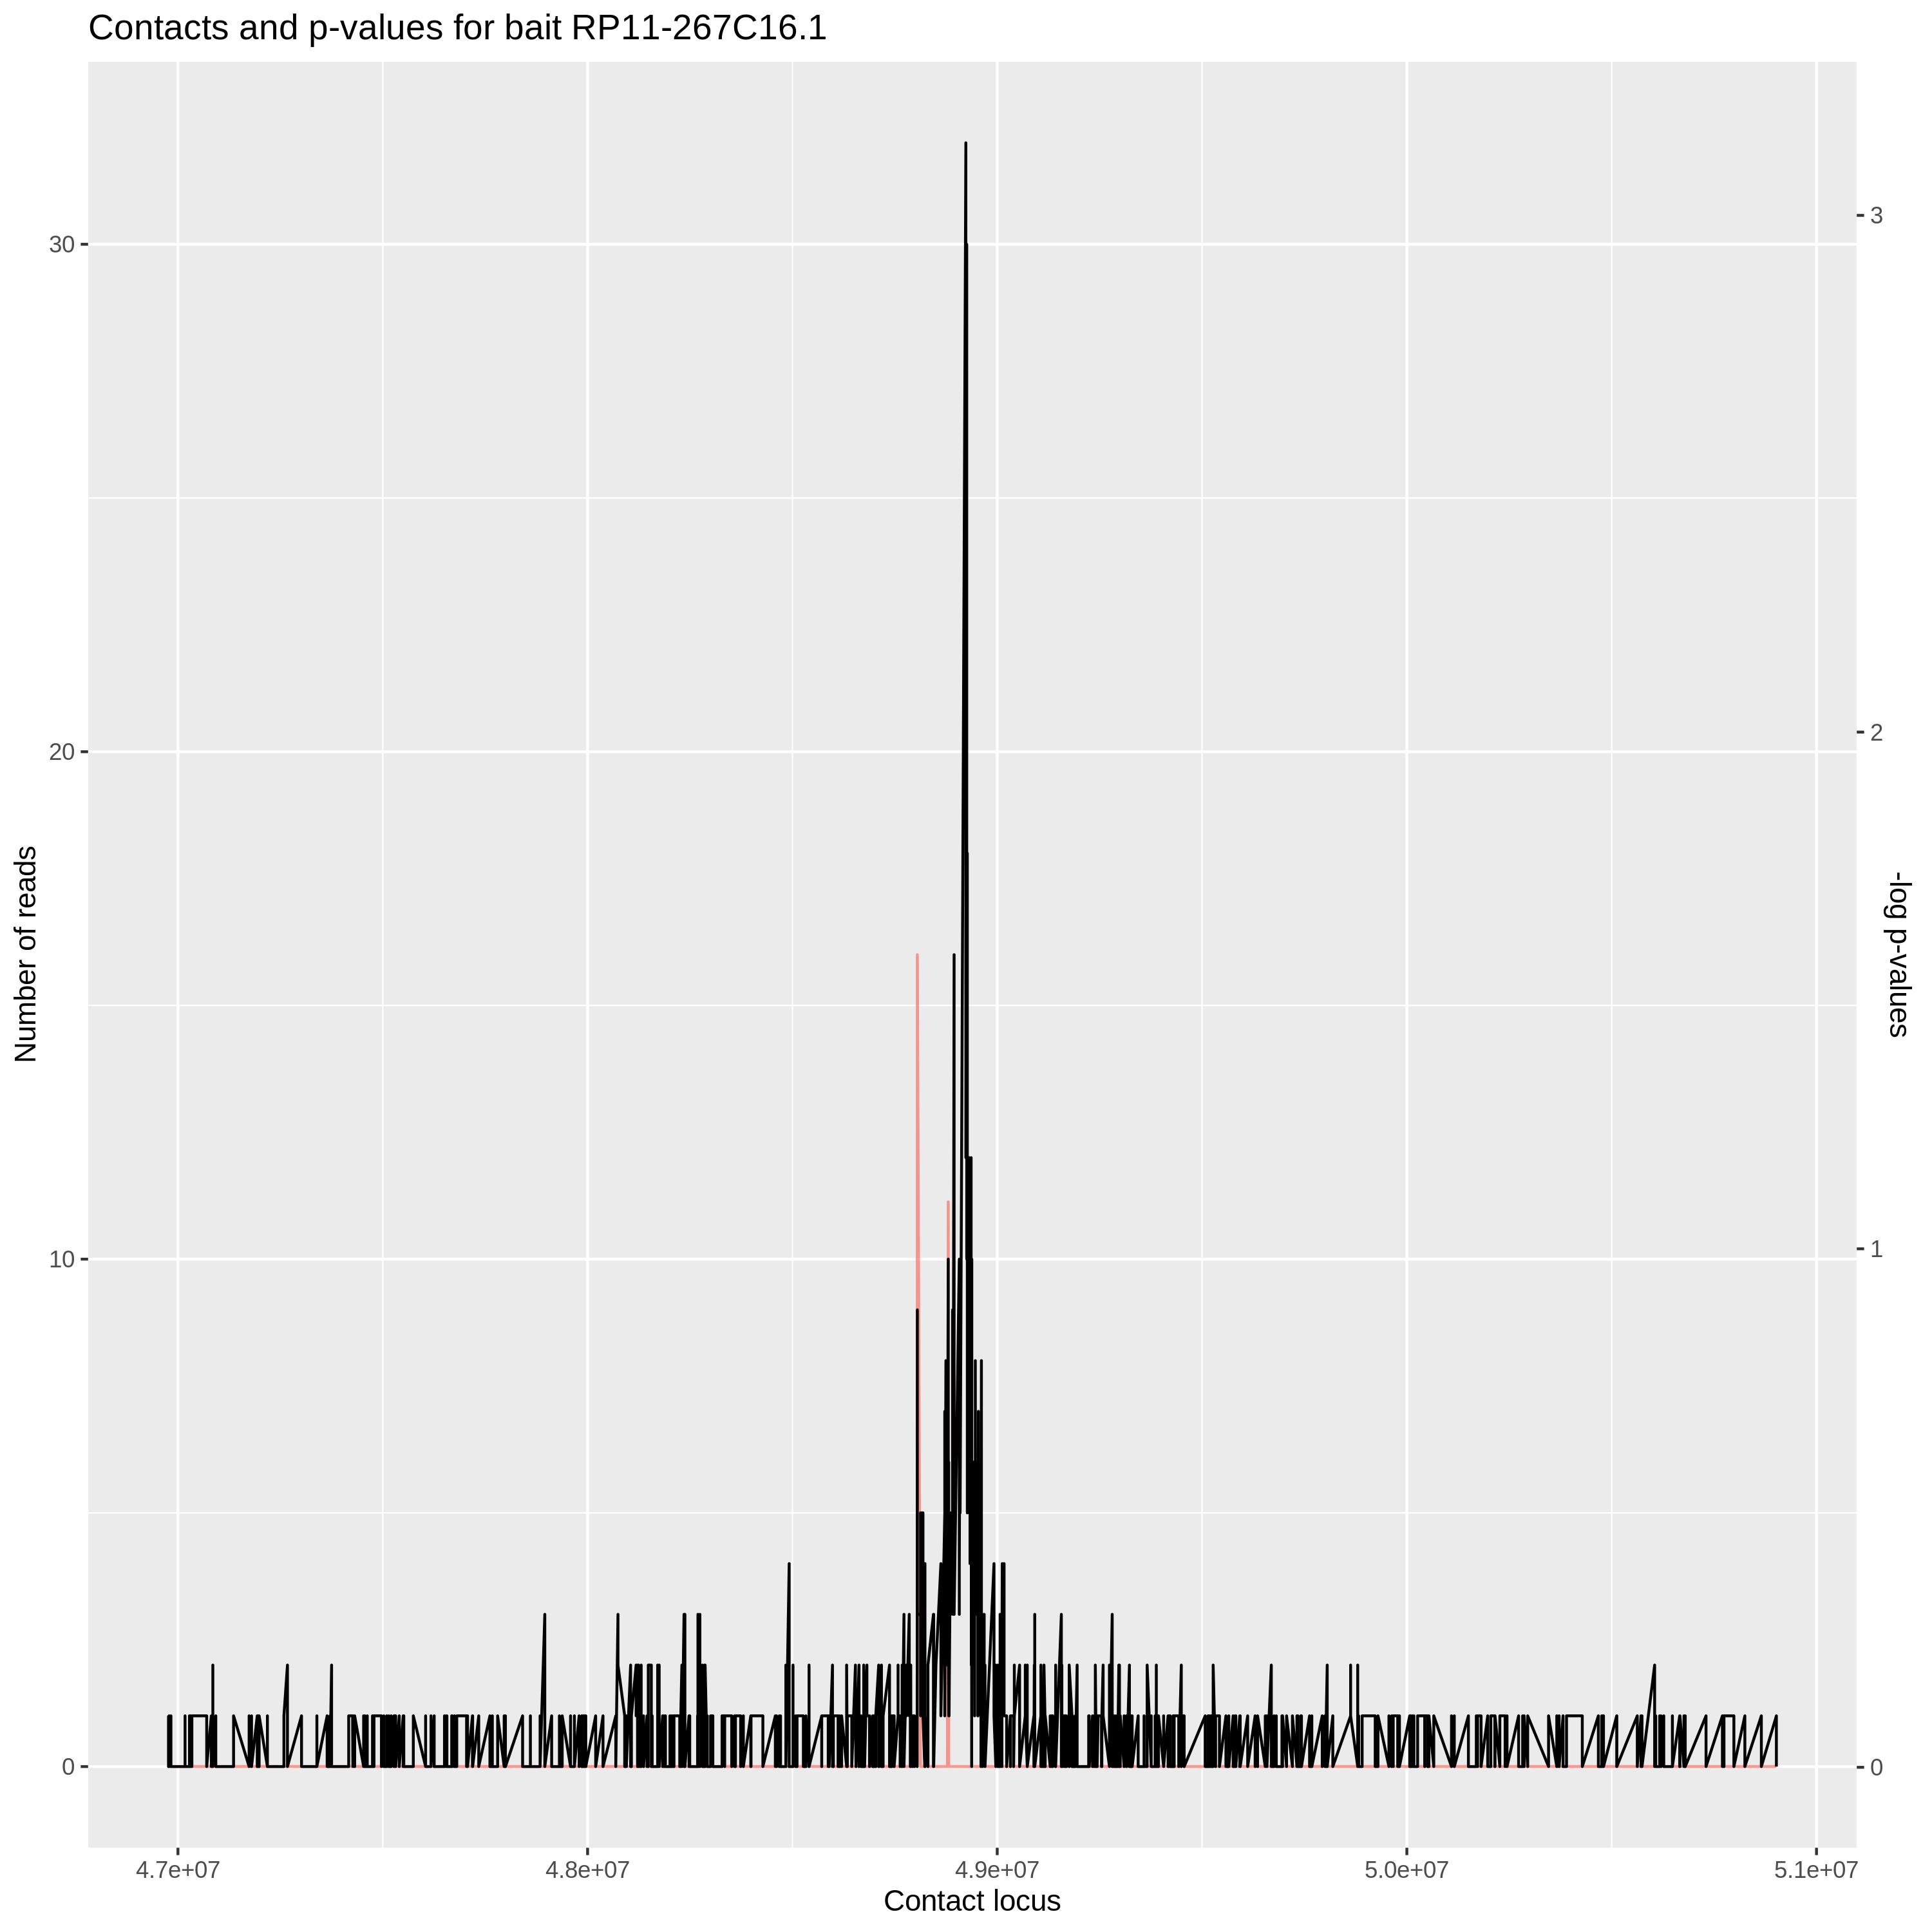 Contacts and p-values for bait RP11-267C16.1
30
20
10
0
3
2
1
0
Number of reads
-log p-values
4.7e+07 4.8e+07 4.9e+07 5.0e+07 5.1e+07
Contact locus